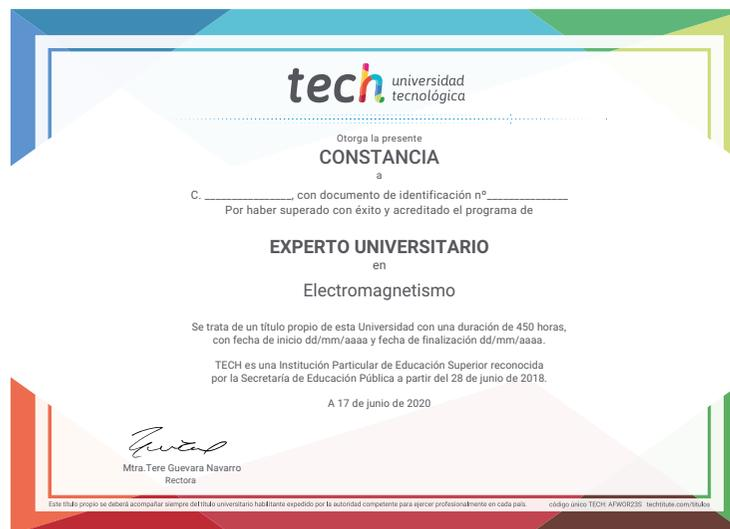 tech universidad
tecnológica
Otorga la presente
CONSTANCIA
a
C. ________________, con documento de identificación nº_______________
Por haber superado con éxito y acreditado el programa de
EXPERTO UNIVERSITARIO
en
Electromagnetismo
Se trata de un título propio de esta Universidad con una duración de 450 horas,
con fecha de inicio dd/mm/aaaa y fecha de finalización dd/mm/aaaa.
TECH es una Institución Particular de Educación Superior reconocida
por la Secretaría de Educación Pública a partir del 28 de junio de 2018.
A 17 de junio de 2020
Mtra.Tere Guevara Navarro
Rectora
Este título propio se deberá acompañar siempre del título universitario habilitante expedido por la autoridad competente para ejercer profesionalmente en cada país. código único TECH: AFWOR23S techtitute.com/titulos